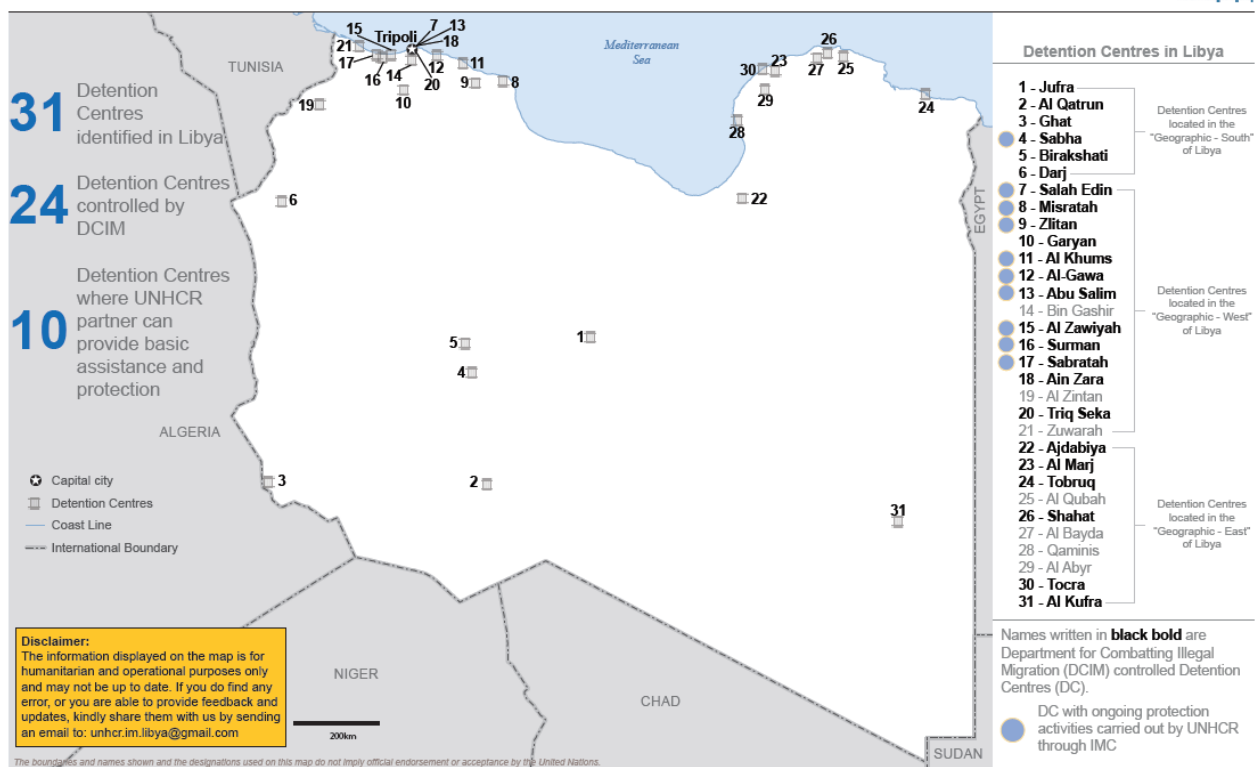 31
Detention
Centres
identified in Libya
24
Detention Centres
controlled by
DCIM
10
Detention Centres
where UNHCR
partner can
provide basic
assistance and
protection
TUNISIA
ALGERIA
NIGER
CHAD
SUDAN
EGYPT
Mediterranean
Sea
Tripoli
15
7
13
18
21
17
16
14
12
20
11
10
9
8
19
6
5
4
3
2
1
26
30
23
27
25
29
28
24
22
31
Capital city
Detention Centres
Coast Line
International Boundary
Disclaimer:
The information displayed on the map is for
humanitarian and operational purposes only
and may not be up to date. If you do find any
error, or you are able to provide feedback and
updates, kindly share them with us by sending
an email to: unhcr.im.libya@gmail.com
200km
The boundaries and names shown and the designations used on this map do not imply official endorsement or acceptance by the United Nations.
Detention Centres in Libya
1 - Jufra
2 - Al Qatrun
3 - Ghat
4 - Sabha
5 - Birakshati
6 - Darj
Detention Centres
located in the
"Geographic - South"
of Libya
7 - Salah Edin
8 - Misratah
9 - Zlitan
10 - Garyan
11 - Al Khums
12 - Al-Gawa
13 - Abu Salim
14 - Bin Gashir
15 - Al Zawiyah
16 - Surman
17 - Sabratah
18 - Ain Zara
19 - Al Zintan
20 - Triq Seka
21 - Zuwarah
Detention Centres
located in the
"Geographic - West"
of Libya
22 - Ajdabiya
23 - Al Marj
24 - Tobruq
25 - Al Qubah
26 - Shahat
27 - Al Bayda
28 - Qaminis
29 - Al Abyr
30 - Tocra
31 - Al Kufra
Detention Centres
located in the
"Geographic - East"
of Libya
Names written in black bold are
Department for Combatting Illegal
Migration (DCIM) controlled Detention
Centres (DC).
DC with ongoing protection
activities carried out by UNHCR
through IMC